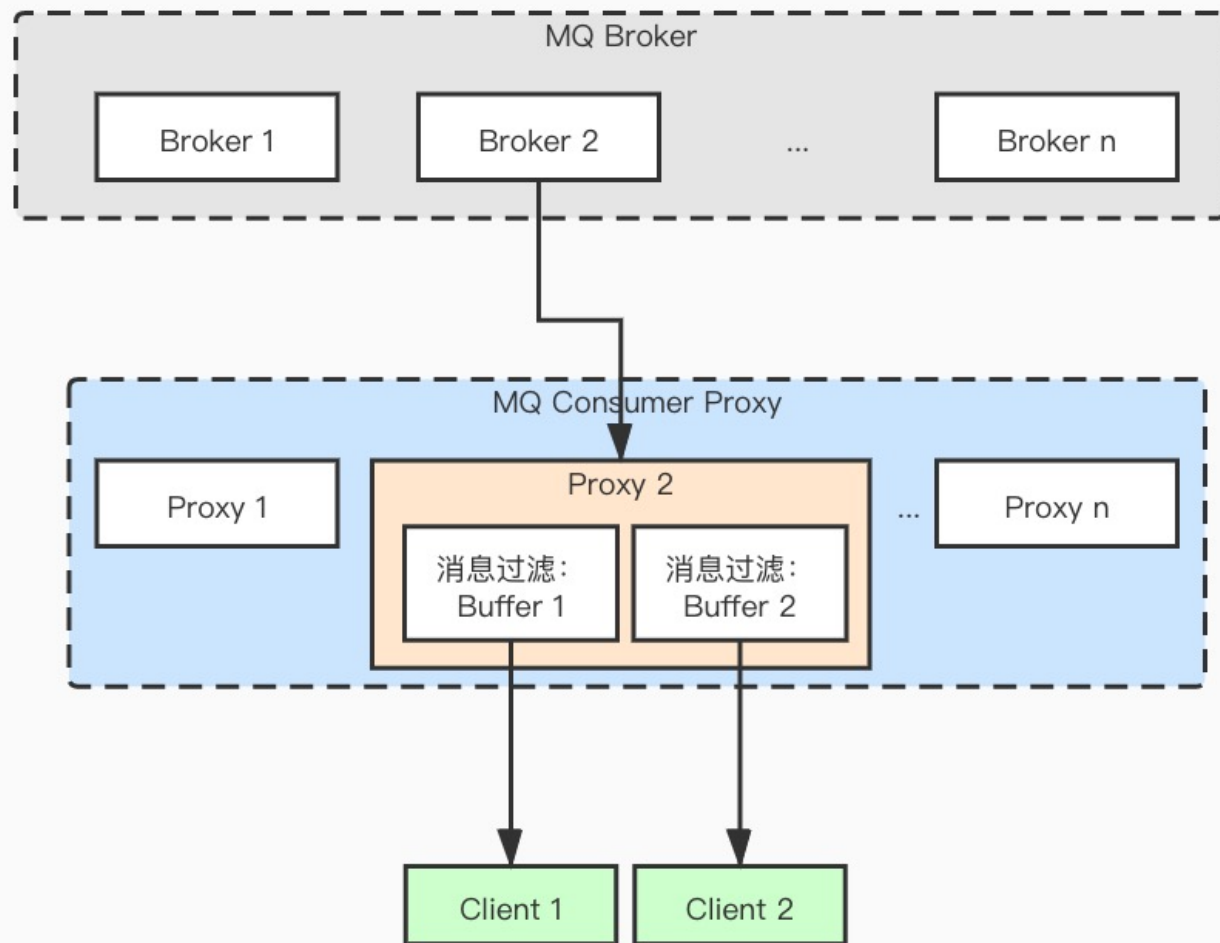 MQ Broker
Broker 1
Broker 2
...
Broker n
MQ Consumer Proxy
Proxy 1
Proxy 2
...
Proxy n
消息过滤：
Buffer 1
消息过滤：
Buffer 2
Client 1
Client 2